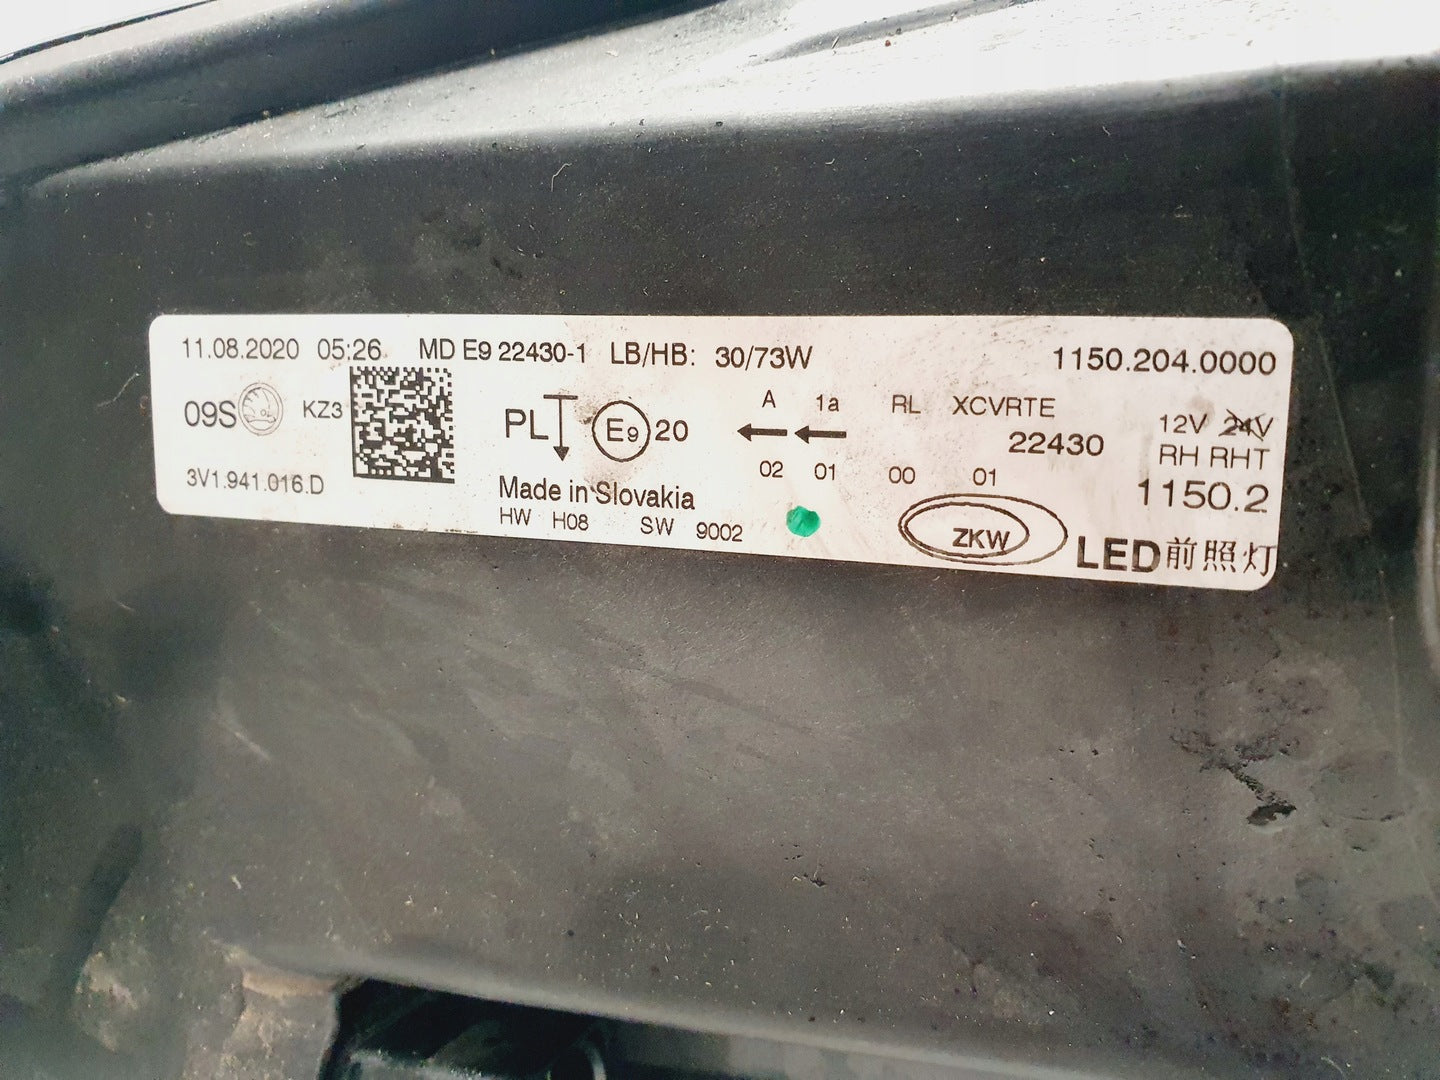 11.08.2020 05:26 MD E9 22430-1 LB/HB: 30/73W 1150.204.0000
09S KZ3 PL E9 20 A 1a RL XCVRTE 12V 24V
22430 RH RHT
02 01 00 01
3V1.941.016.D Made in Slovakia 1150.2
HW H08 SW 9002 ZKW LED前照灯